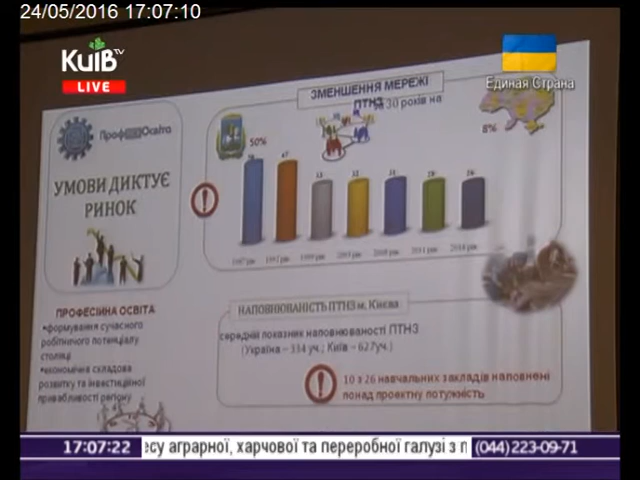 24/05/2016 17:07:10
КиЇВ TV
LIVE
Единая Страна
ПрофОсвіта
ЗМЕНШЕННЯ МЕРЕЖІ
ПТНЗ
30 років на
50%
8%
УМОВИ ДИКТУЄ
РИНОК
47
ПРОФЕСІЙНА ОСВІТА
•формування сучасного
робітничого потенціалу
столиці
•економічна складова
розвитку та інвестиційної
привабливості регіону
НАПОВНЮВАНІСТЬ ПТНЗ м. Києва
середній показник наповнюваності ПТНЗ
(Україна – 334 уч.; Київ – 627уч.)
10 з 26 навчальних закладів наповнені
понад проектну потужність
17:07:22
есу аграрної, харчової та переробної галузі з п
(044)223-09-71